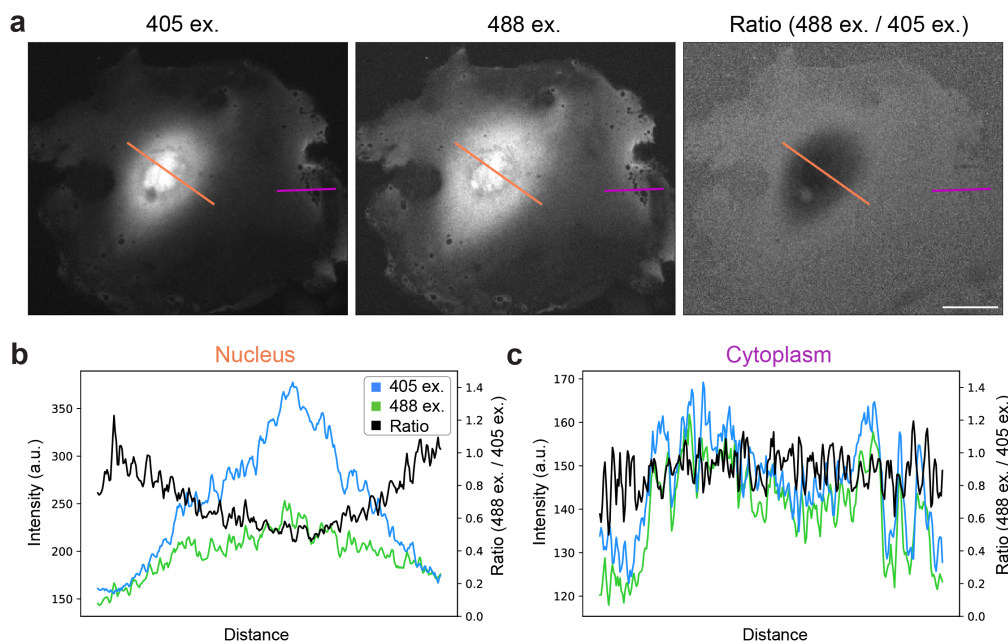 a
405 ex.
488 ex.
Ratio (488 ex. / 405 ex.)
b
Nucleus
405 ex.
488 ex.
Ratio
350
300
250
200
150
Intensity (a.u.)
1.4
1.2
1.0
0.8
0.6
0.4
0.2
0.0
Ratio (488 ex. / 405 ex.)
Distance
c
Cytoplasm
170
160
150
140
130
120
Intensity (a.u.)
1.4
1.2
1.0
0.8
0.6
0.4
0.2
0.0
Ratio (488 ex. / 405 ex.)
Distance